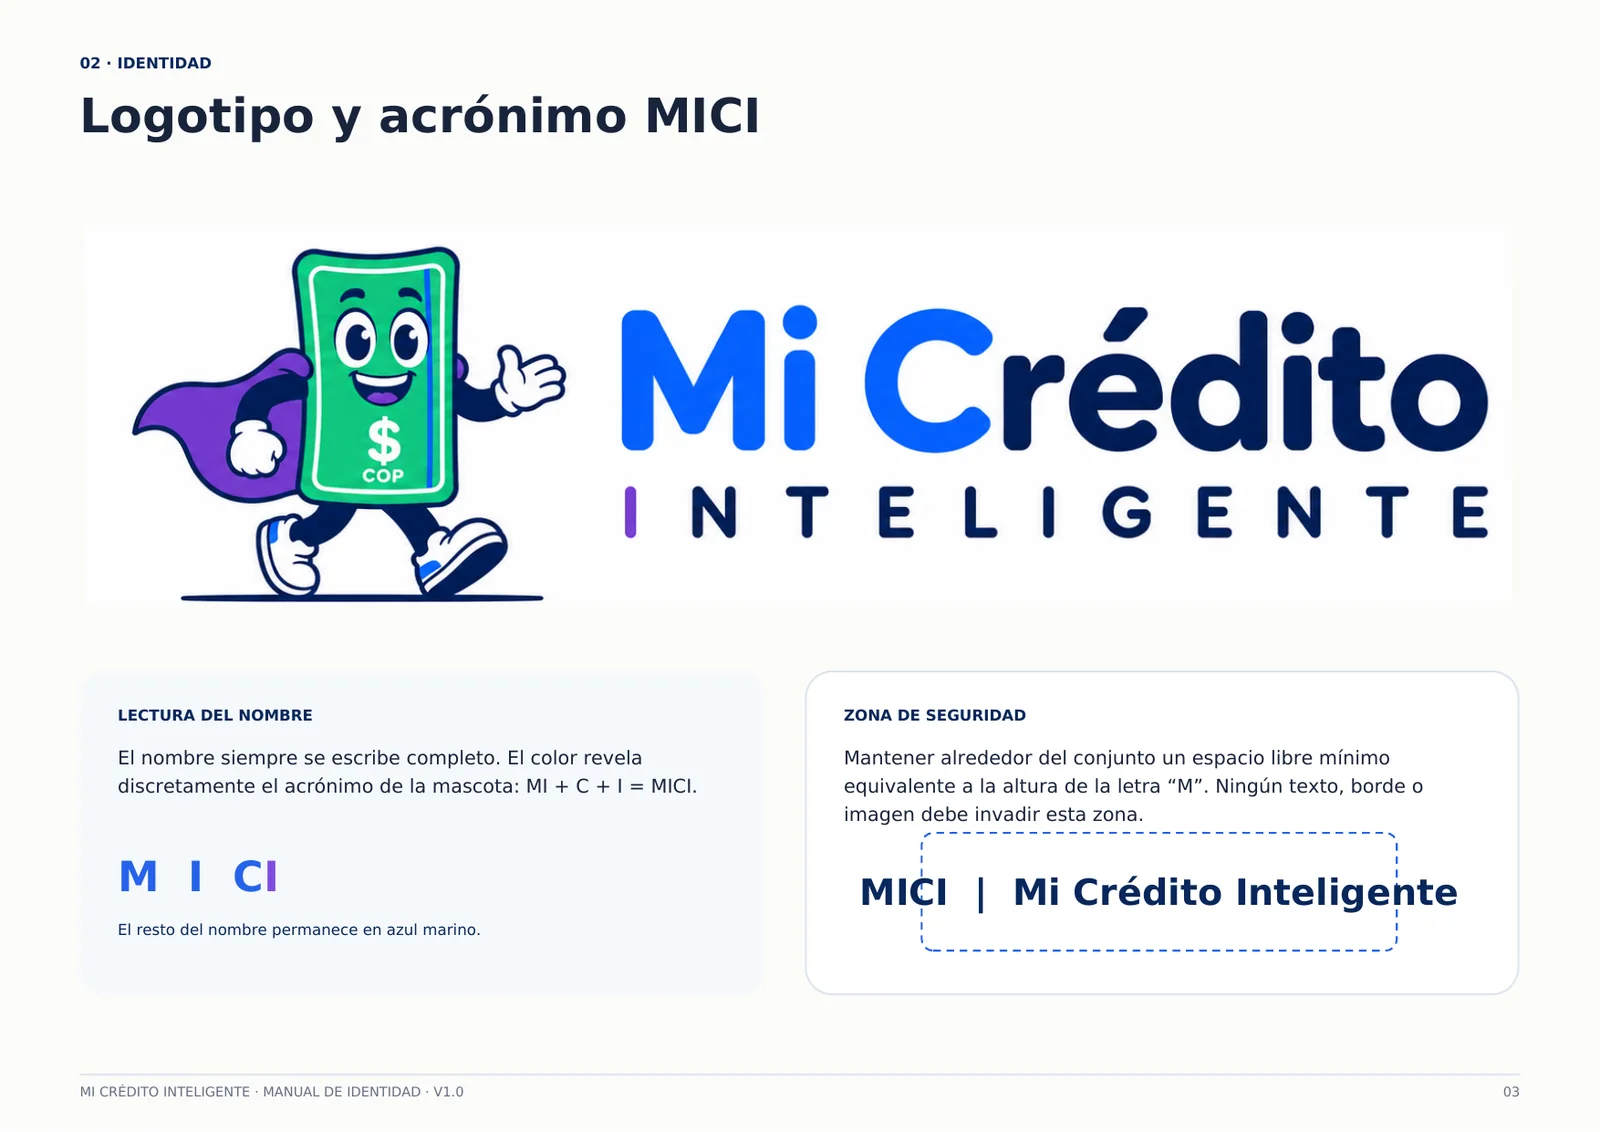 02 · IDENTIDAD
Logotipo y acrónimo MICI
Mi Crédito
INTELIGENTE
$
COP
LECTURA DEL NOMBRE
El nombre siempre se escribe completo. El color revela
discretamente el acrónimo de la mascota: MI + C + I = MICI.
M I CI
El resto del nombre permanece en azul marino.
ZONA DE SEGURIDAD
Mantener alrededor del conjunto un espacio libre mínimo
equivalente a la altura de la letra “M”. Ningún texto, borde o
imagen debe invadir esta zona.
MICI | Mi Crédito Inteligente
MI CRÉDITO INTELIGENTE · MANUAL DE IDENTIDAD · V1.0
03